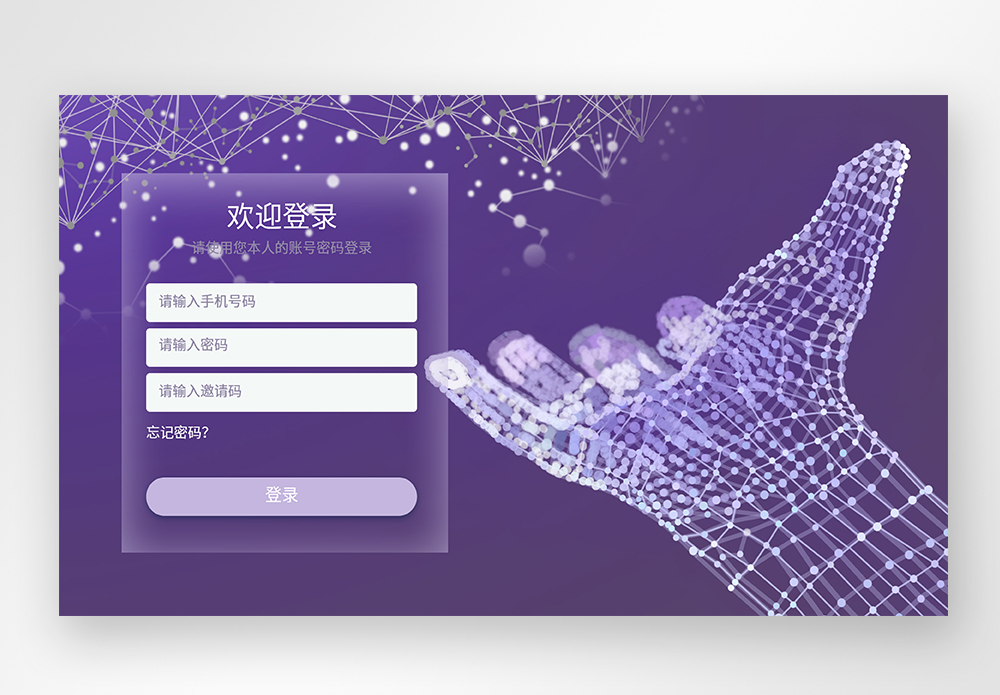 欢迎登录
请使用您本人的账号密码登录
请输入手机号码
请输入密码
请输入邀请码
忘记密码?
登录